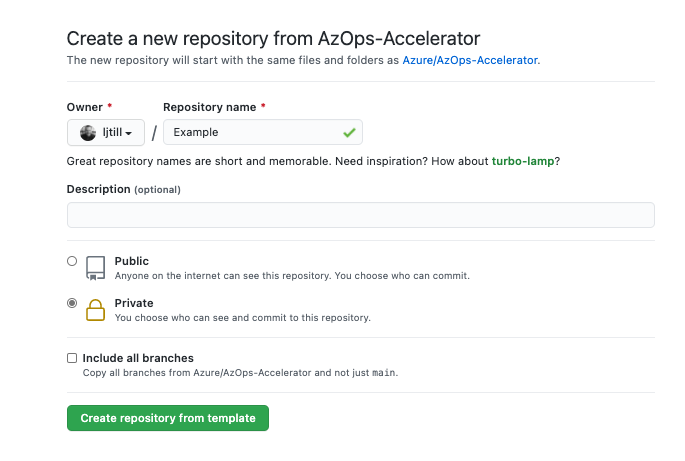 Create a new repository from AzOps-Accelerator
The new repository will start with the same files and folders as Azure/AzOps-Accelerator.
Owner * Repository name *
ljtill / Example
Great repository names are short and memorable. Need inspiration? How about turbo-lamp?
Description (optional)
Public
Anyone on the internet can see this repository. You choose who can commit.
Private
You choose who can see and commit to this repository.
Include all branches
Copy all branches from Azure/AzOps-Accelerator and not just main.
Create repository from template